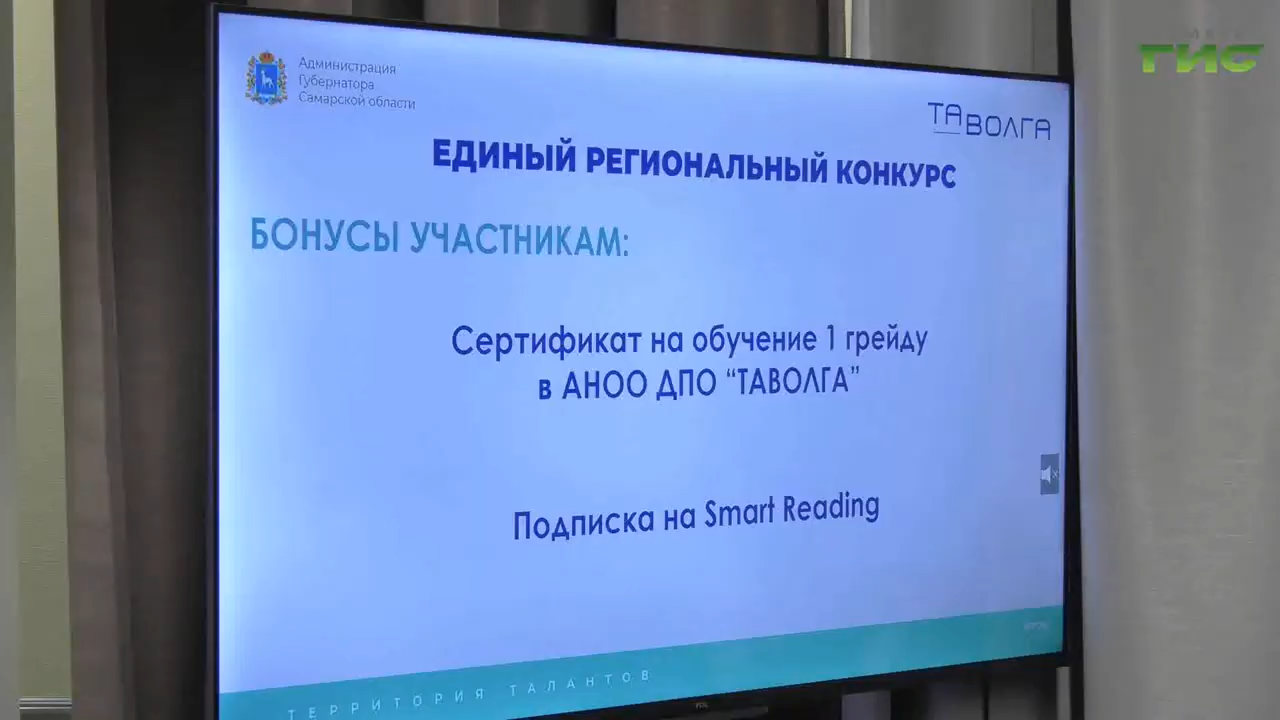 Администрация
Губернатора
Самарской области
ТАВОЛГА
ГИС
ЕДИНЫЙ РЕГИОНАЛЬНЫЙ КОНКУРС
БОНУСЫ УЧАСТНИКАМ:
Сертификат на обучение 1 грейду
в АНОО ДПО “ТАВОЛГА”
Подписка на Smart Reading
ТЕРРИТОРИЯ ТАЛАНТОВ